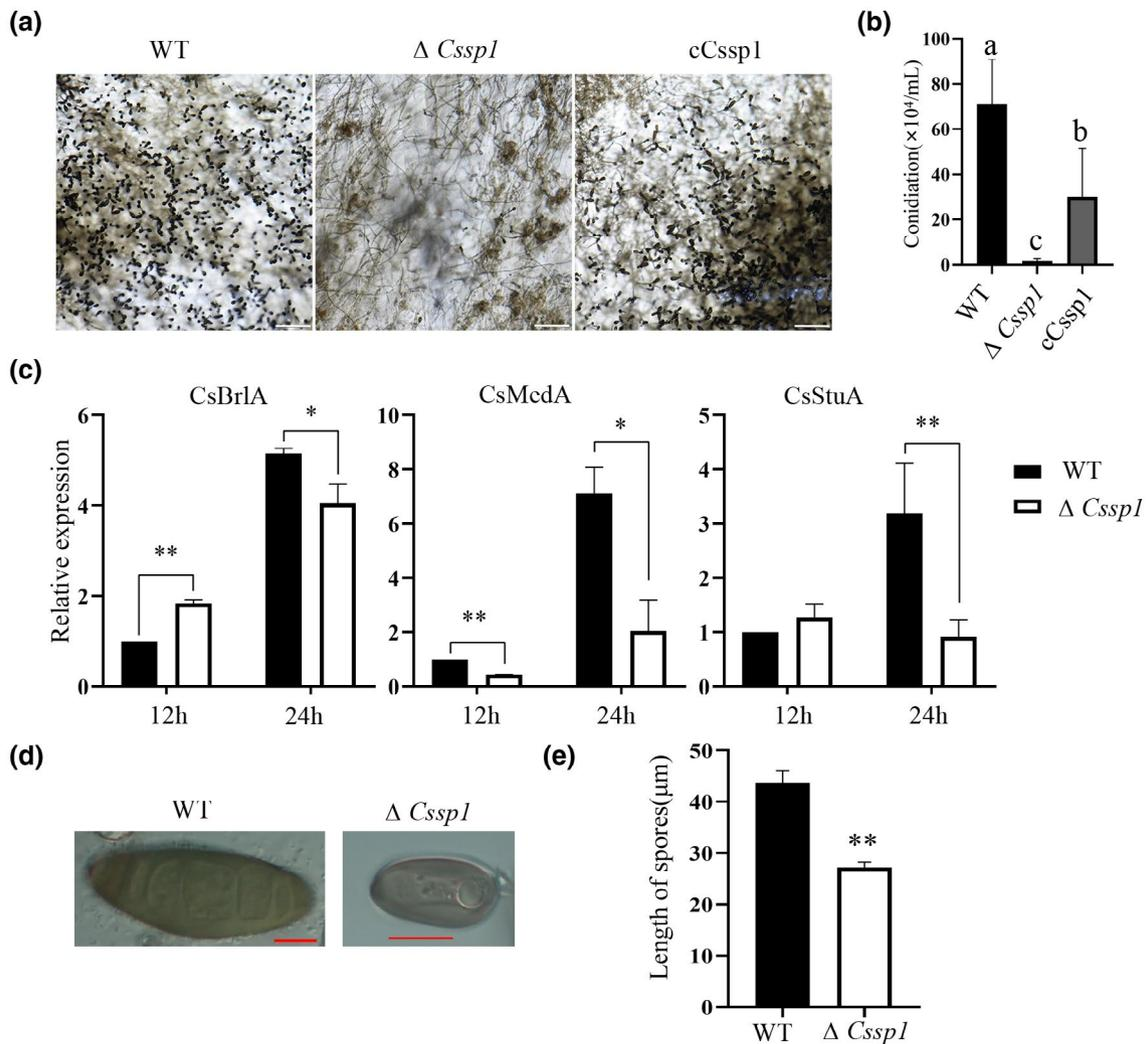 (a)
WT
Δ Cssp1
cCssp1
(b)
100
80
60
40
20
0
Conidiation( ×10⁴/mL)
a
c
b
WT
Δ Cssp1
cCssp1
(c)
Relative expression
CsBrlA
6
4
2
0
**
*
12h
24h
CsMcdA
10
8
6
4
2
0
**
*
12h
24h
CsStuA
5
4
3
2
1
0
**
12h
24h
WT
Δ Cssp1
(d)
WT
Δ Cssp1
(e)
Length of spores(μm)
50
40
30
20
10
0
**
WT
Δ Cssp1